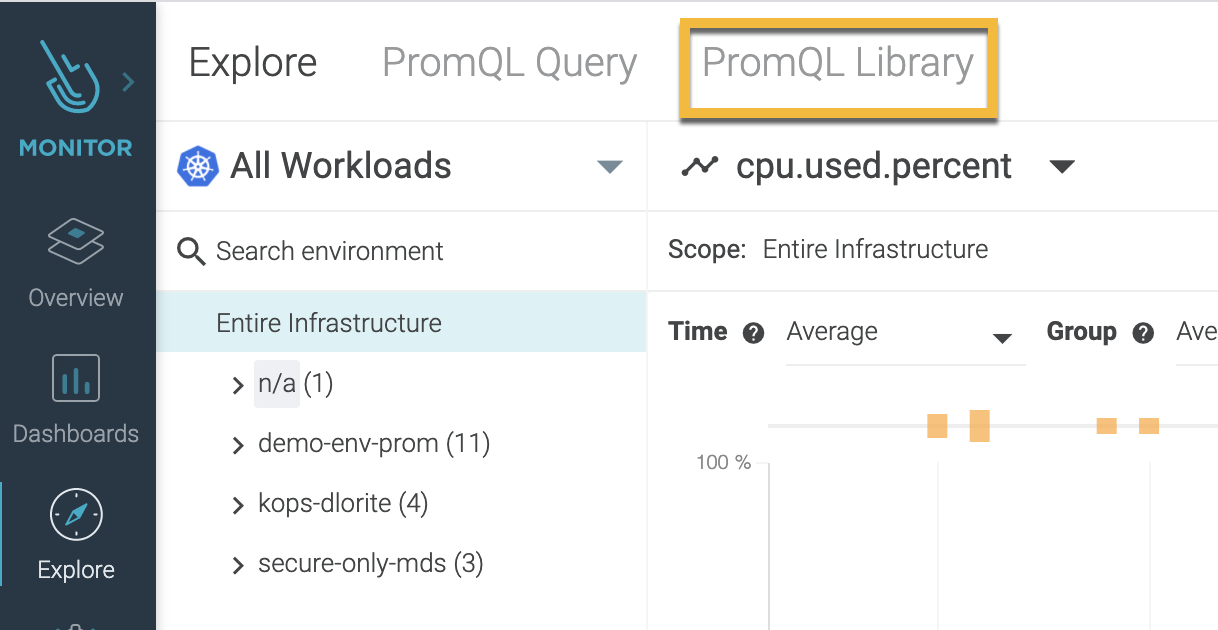 MONITOR
Overview
Dashboards
Explore
Explore PromQL Query PromQL Library
All Workloads
cpu.used.percent
Search environment
Scope: Entire Infrastructure
Entire Infrastructure
n/a (1)
demo-env-prom (11)
kops-dlorite (4)
secure-only-mds (3)
Time ? Average Group ? Ave
100 %